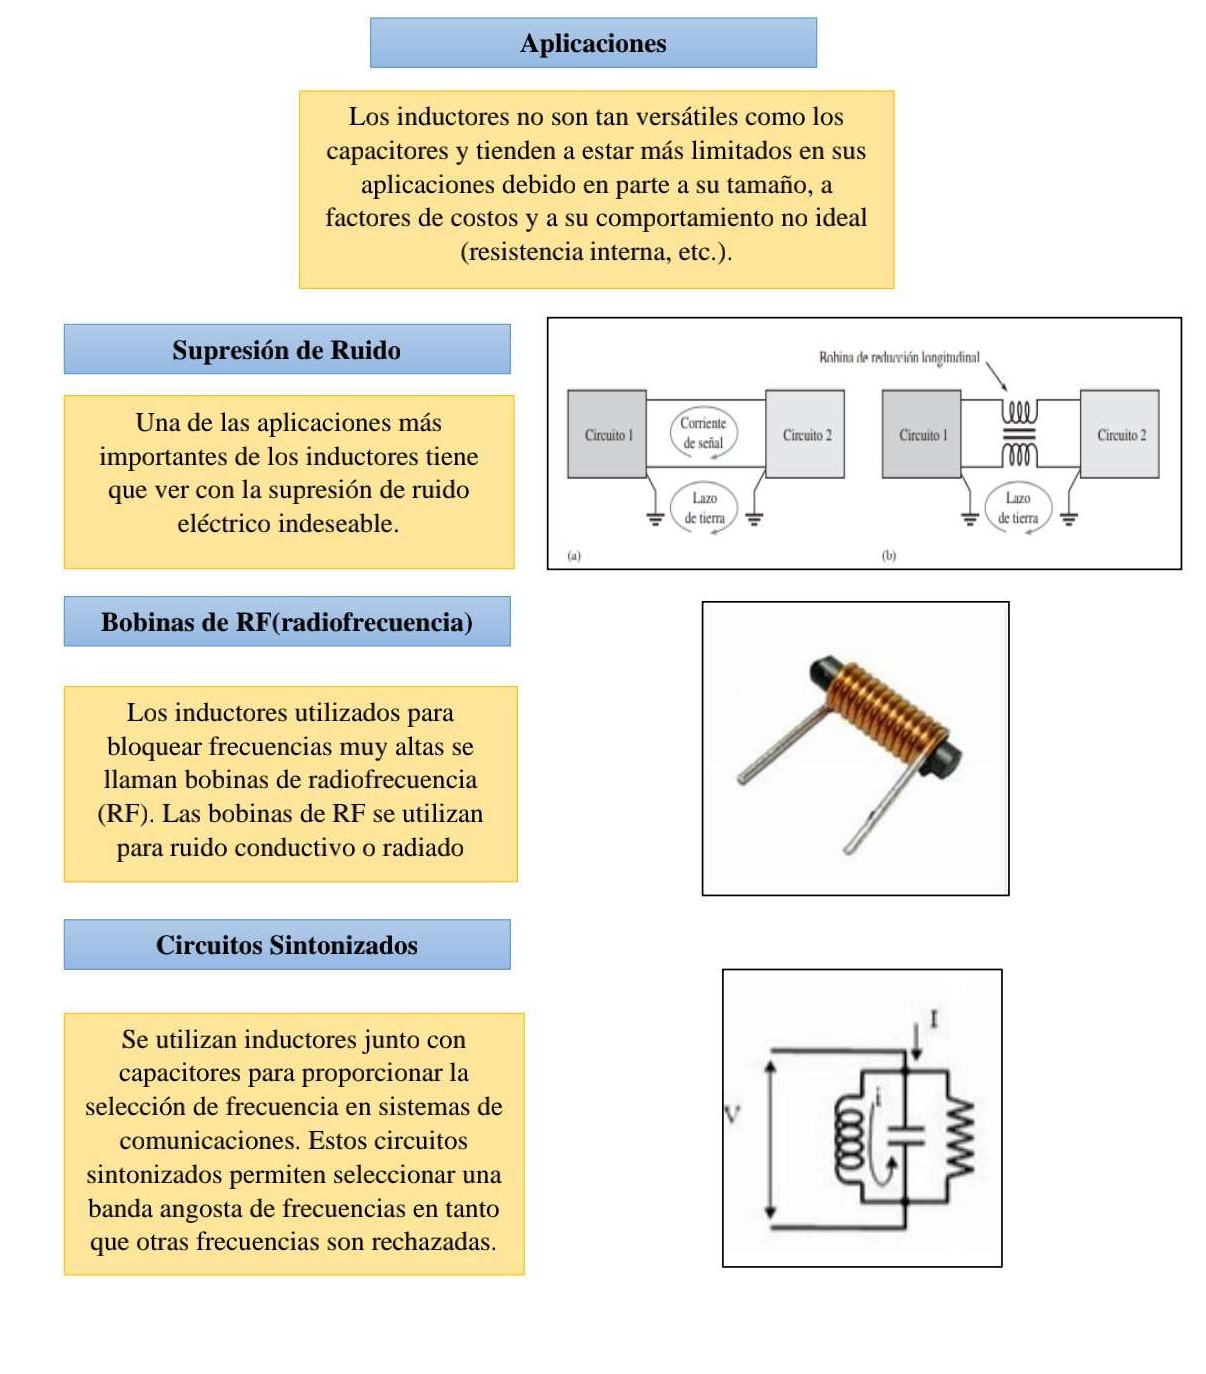 Aplicaciones
Los inductores no son tan versátiles como los
capacitores y tienden a estar más limitados en sus
aplicaciones debido en parte a su tamaño, a
factores de costos y a su comportamiento no ideal
(resistencia interna, etc.).
Supresión de Ruido
Una de las aplicaciones más
importantes de los inductores tiene
que ver con la supresión de ruido
eléctrico indeseable.
Bobina de reducción longitudinal
Circuito 1
Corriente
de señal
Circuito 2
Lazo
de tierra
(a)
Circuito 1
Circuito 2
Lazo
de tierra
(b)
Bobinas de RF(radiofrecuencia)
Los inductores utilizados para
bloquear frecuencias muy altas se
llaman bobinas de radiofrecuencia
(RF). Las bobinas de RF se utilizan
para ruido conductivo o radiado
Circuitos Sintonizados
Se utilizan inductores junto con
capacitores para proporcionar la
selección de frecuencia en sistemas de
comunicaciones. Estos circuitos
sintonizados permiten seleccionar una
banda angosta de frecuencias en tanto
que otras frecuencias son rechazadas.
I
i
V